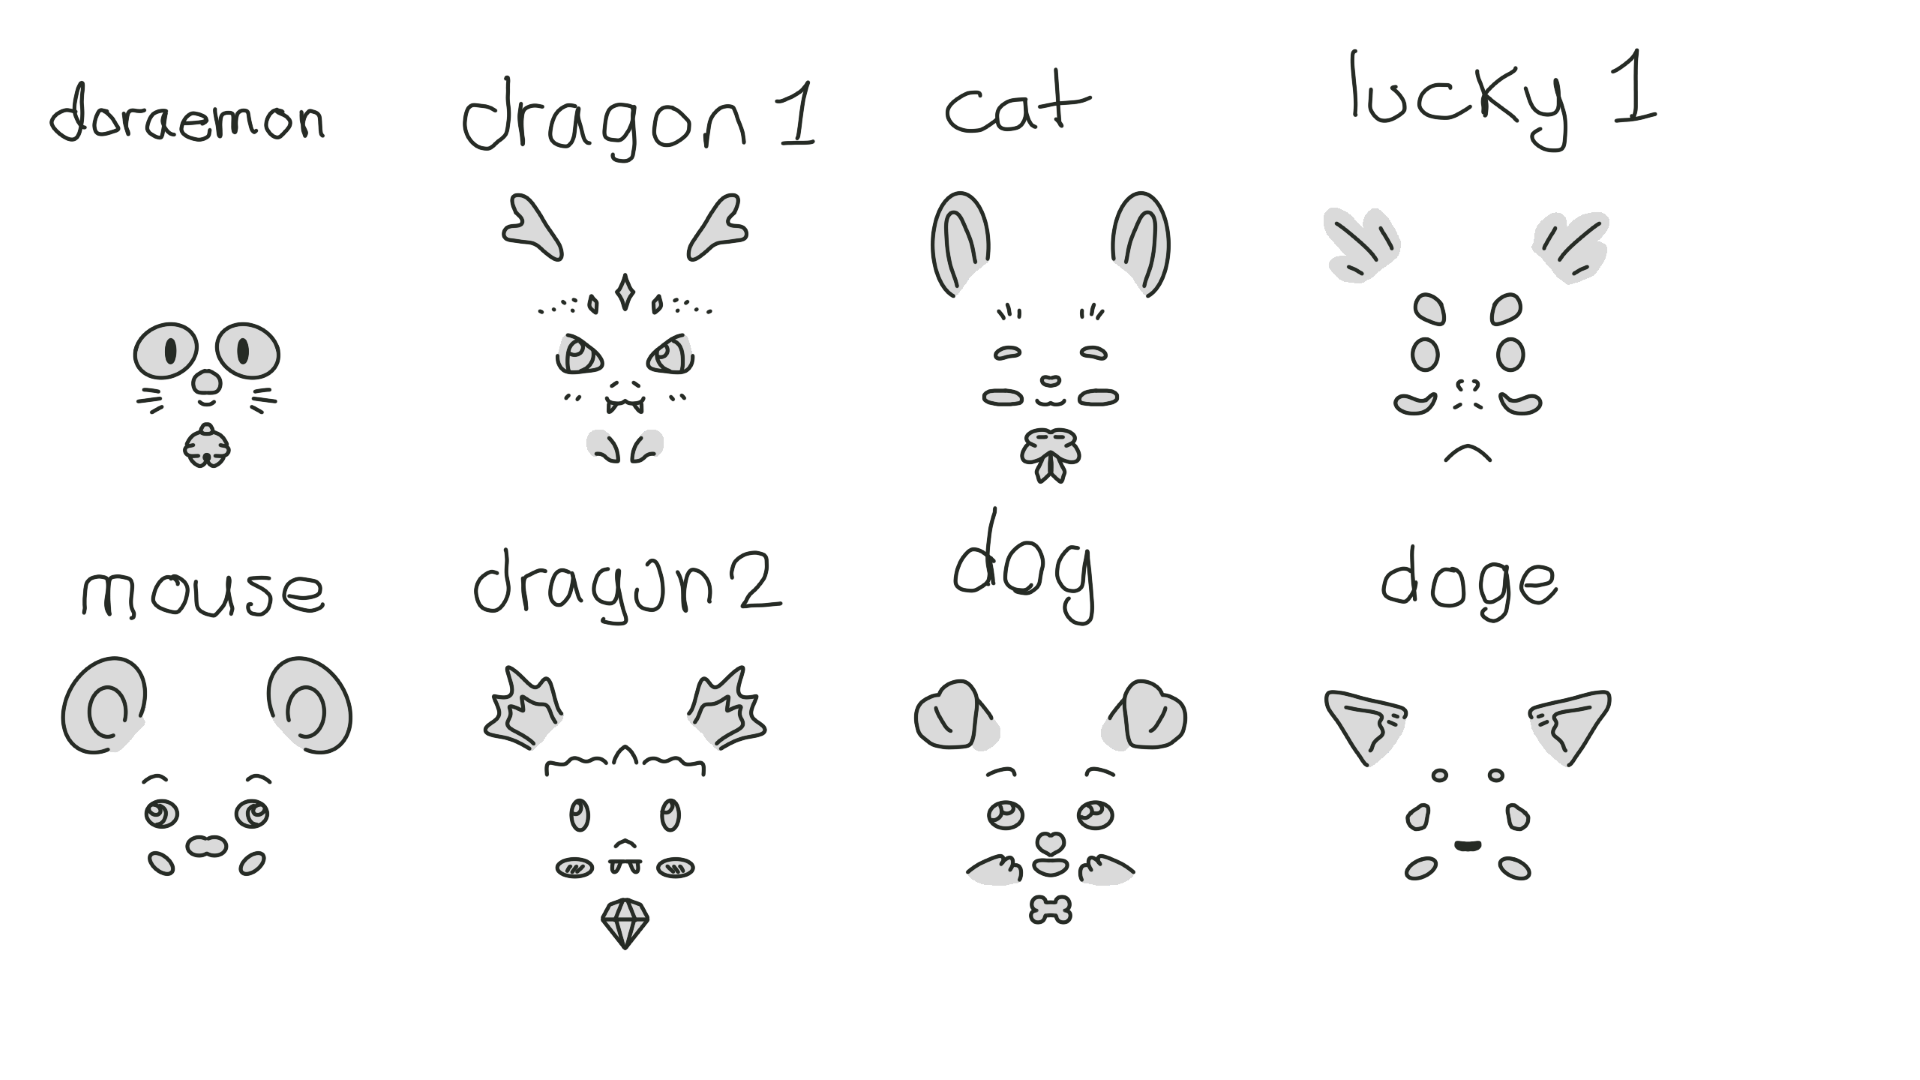 doraemon
dragon 1
cat
lucky 1
mouse
dragon 2
dog
doge